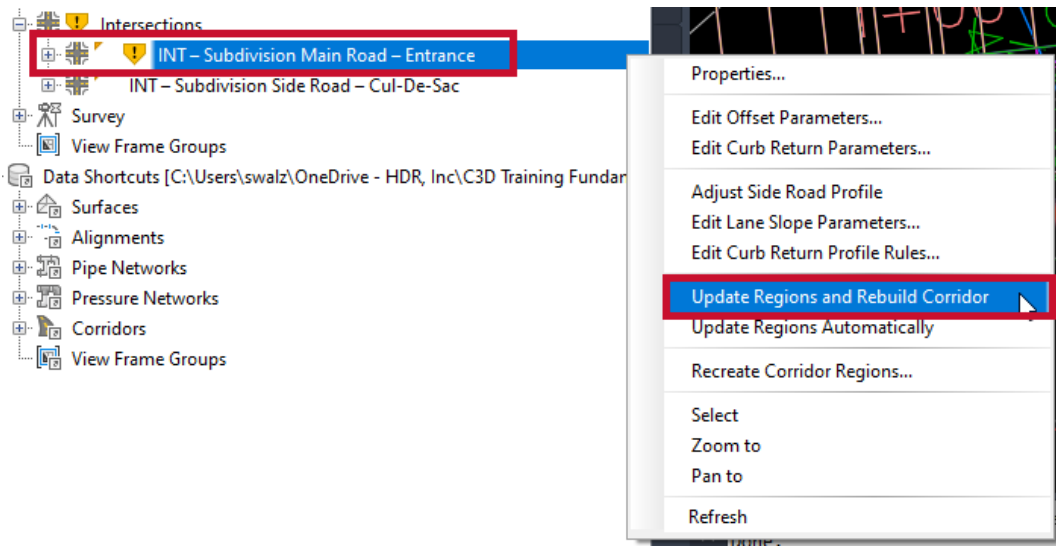 Intersections
INT – Subdivision Main Road – Entrance
INT – Subdivision Side Road – Cul-De-Sac
Survey
View Frame Groups
Data Shortcuts [C:\Users\swalz\OneDrive - HDR, Inc\C3D Training Fundar
Surfaces
Alignments
Pipe Networks
Pressure Networks
Corridors
View Frame Groups
Properties...
Edit Offset Parameters...
Edit Curb Return Parameters...
Adjust Side Road Profile
Edit Lane Slope Parameters...
Edit Curb Return Profile Rules...
Update Regions and Rebuild Corridor
Update Regions Automatically
Recreate Corridor Regions...
Select
Zoom to
Pan to
Refresh